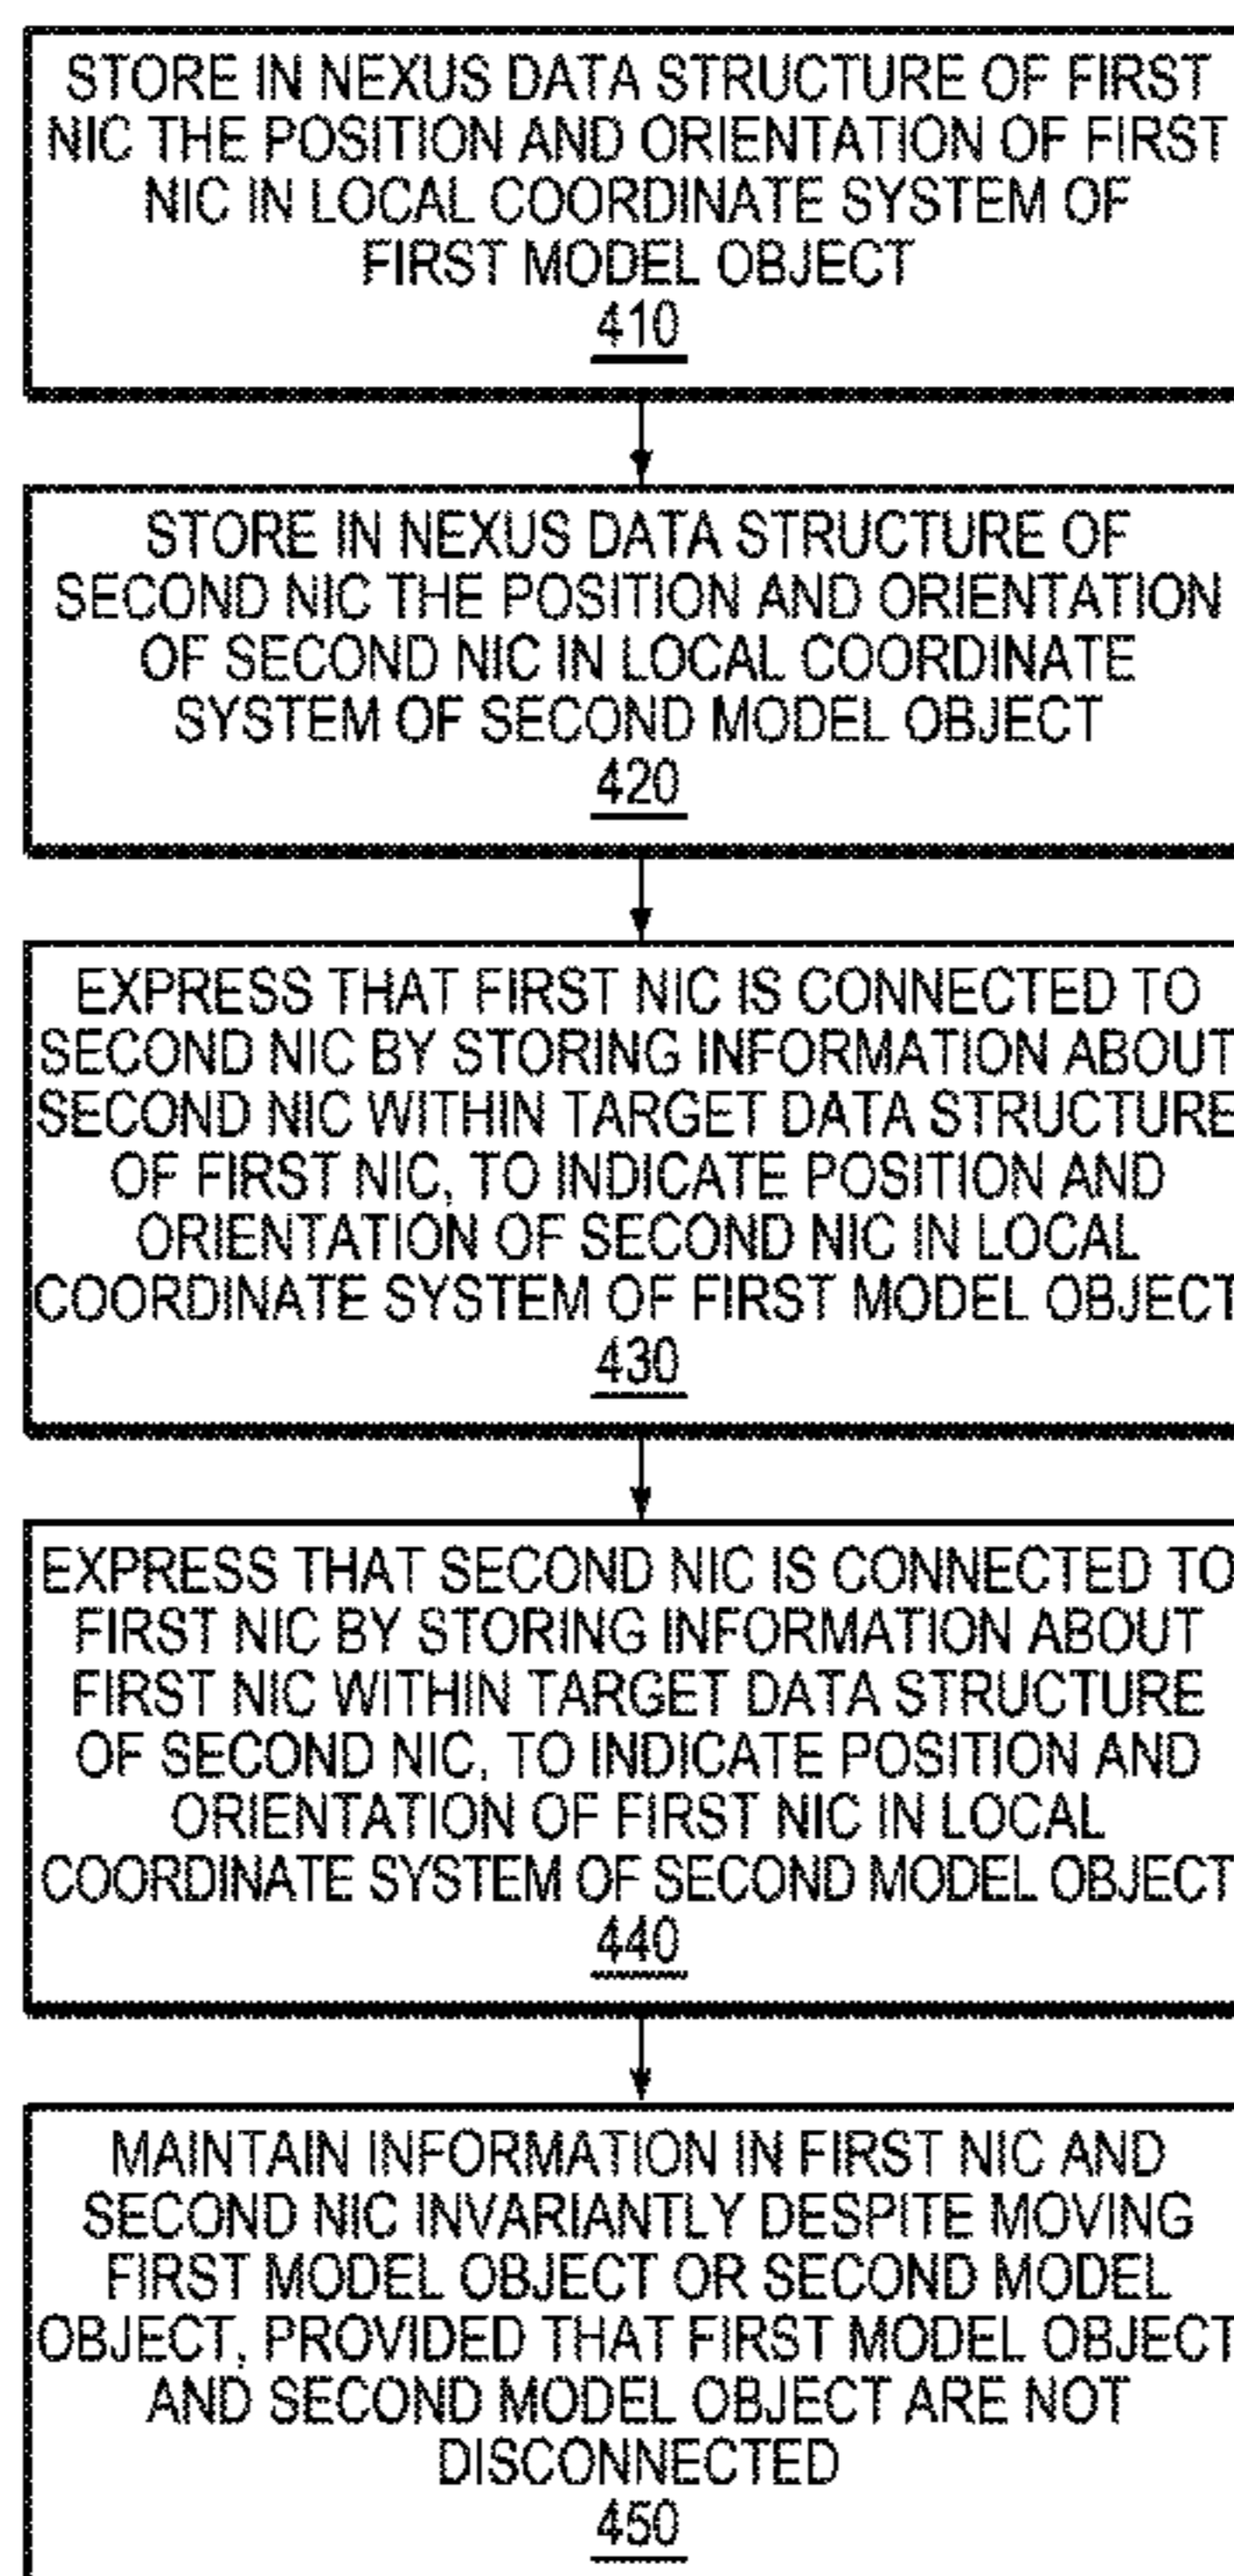 STORE IN NEXUS DATA STRUCTURE OF FIRST
NIC THE POSITION AND ORIENTATION OF FIRST
NIC IN LOCAL COORDINATE SYSTEM OF
FIRST MODEL OBJECT
410
STORE IN NEXUS DATA STRUCTURE OF
SECOND NIC THE POSITION AND ORIENTATION
OF SECOND NIC IN LOCAL COORDINATE
SYSTEM OF SECOND MODEL OBJECT
420
EXPRESS THAT FIRST NIC IS CONNECTED TO
SECOND NIC BY STORING INFORMATION ABOUT
SECOND NIC WITHIN TARGET DATA STRUCTURE
OF FIRST NIC, TO INDICATE POSITION AND
ORIENTATION OF SECOND NIC IN LOCAL
COORDINATE SYSTEM OF FIRST MODEL OBJECT
430
EXPRESS THAT SECOND NIC IS CONNECTED TO
FIRST NIC BY STORING INFORMATION ABOUT
FIRST NIC WITHIN TARGET DATA STRUCTURE
OF SECOND NIC, TO INDICATE POSITION AND
ORIENTATION OF FIRST NIC IN LOCAL
COORDINATE SYSTEM OF SECOND MODEL OBJECT
440
MAINTAIN INFORMATION IN FIRST NIC AND
SECOND NIC INVARIANTLY DESPITE MOVING
FIRST MODEL OBJECT OR SECOND MODEL
OBJECT, PROVIDED THAT FIRST MODEL OBJECT
AND SECOND MODEL OBJECT ARE NOT
DISCONNECTED
450